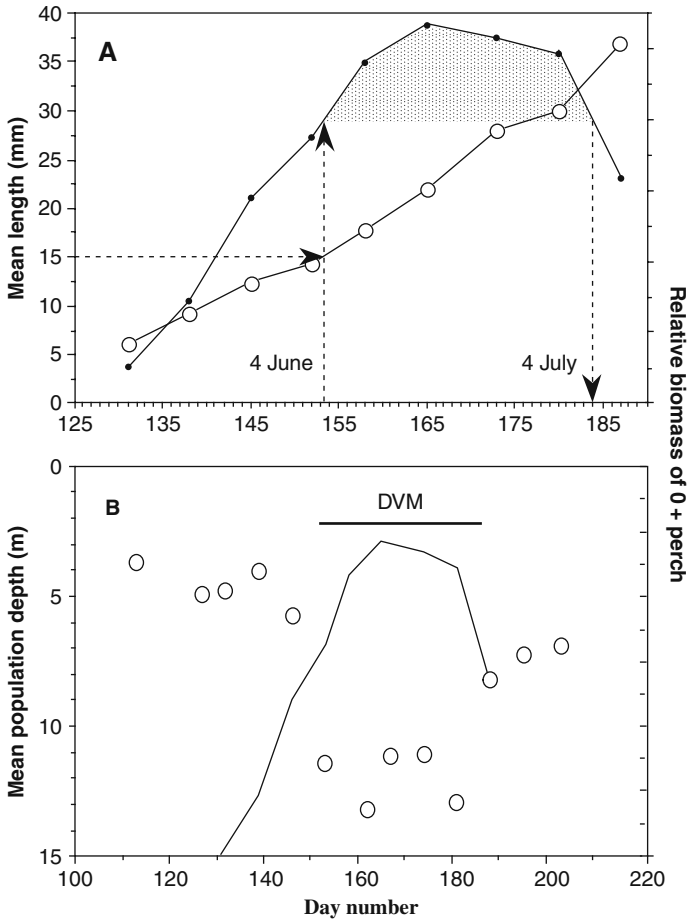 A
Mean length (mm)
40
35
30
25
20
15
10
5
0
4 June
4 July
125 135 145 155 165 175 185
Relative biomass of 0 + perch
B
DVM
Mean population depth (m)
0
5
10
15
100 120 140 160 180 200 220
Day number